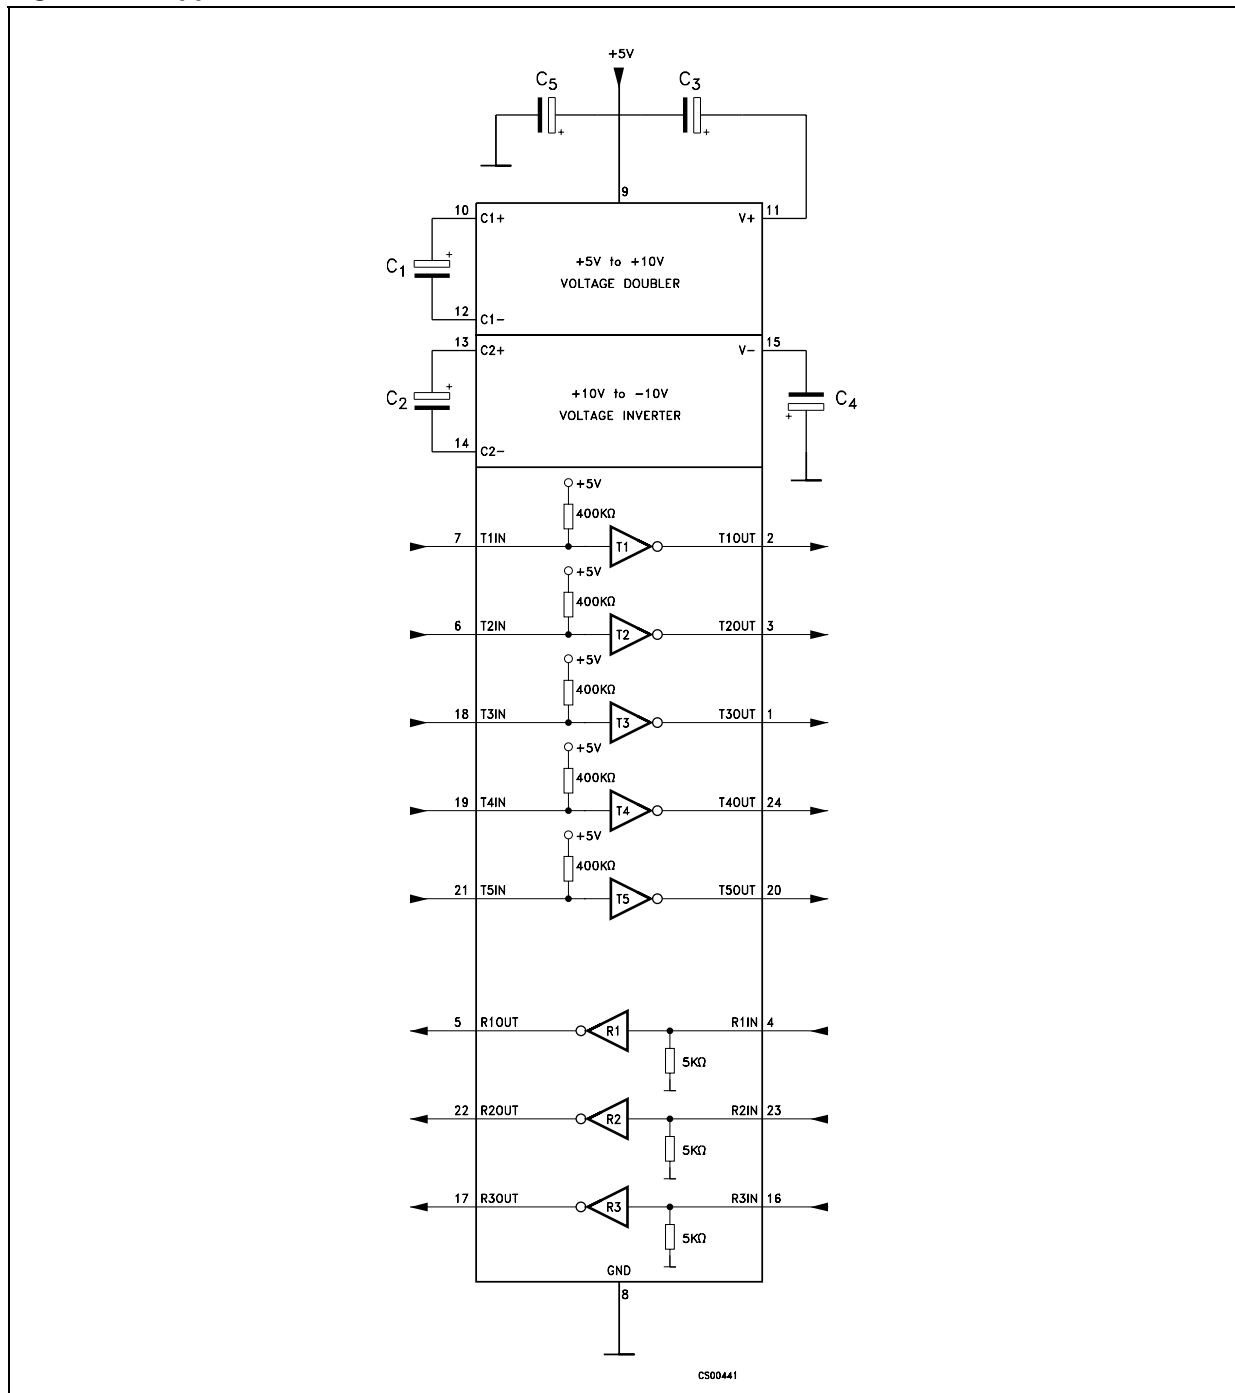 +5V
C5
C3
+
+
9
10
C1+
V+
11
C1
+
+5V to +10V
VOLTAGE DOUBLER
12
C1-
13
C2+
V-
15
C2
+
+10V to -10V
VOLTAGE INVERTER
+
C4
14
C2-
+5V
400KΩ
7
T1IN
T1
T1OUT
2
+5V
400KΩ
6
T2IN
T2
T2OUT
3
+5V
400KΩ
18
T3IN
T3
T3OUT
1
+5V
400KΩ
19
T4IN
T4
T4OUT
24
+5V
400KΩ
21
T5IN
T5
T5OUT
20
5
R1OUT
R1
R1IN
4
5KΩ
22
R2OUT
R2
R2IN
23
5KΩ
17
R3OUT
R3
R3IN
16
5KΩ
GND
8
CS00441